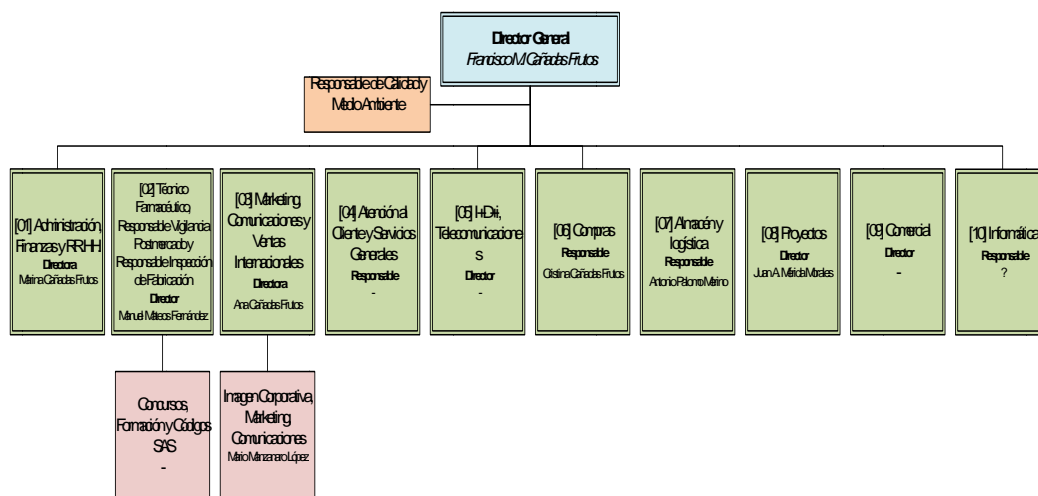 Director General
Francisco M. Cañadas Frutos
Responsable de Calidad y
Medio Ambiente
[01] Administración,
Finanzas y RRHH
Directora
Marina Cañadas Frutos
[02] Técnico
Farmacéutico,
Responsable Vigilancia
Postmercado y
Responsable Inspección
de Fabricación
Director
Manuel Mateos Fernández
[03] Marketing,
Comunicaciones y
Ventas
Internacionales
Directora
Ana Cañadas Frutos
[04] Atención al
Cliente y Servicios
Generales
Responsable
-
[05] I+D+i,
Telecomunicacione
s
Director
-
[06] Compras
Responsable
Cristina Cañadas Frutos
[07] Almacén y
logística
Responsable
Antonio Palomo Merino
[08] Proyectos
Director
Juan A. Mérida Morales
[09] Comercial
Director
-
[10] Informática
Responsable
?
Concursos,
Formación y Códigos
SAS
-
Imagen Corporativa,
Marketing,
Comunicaciones
Mario Manzanaro López